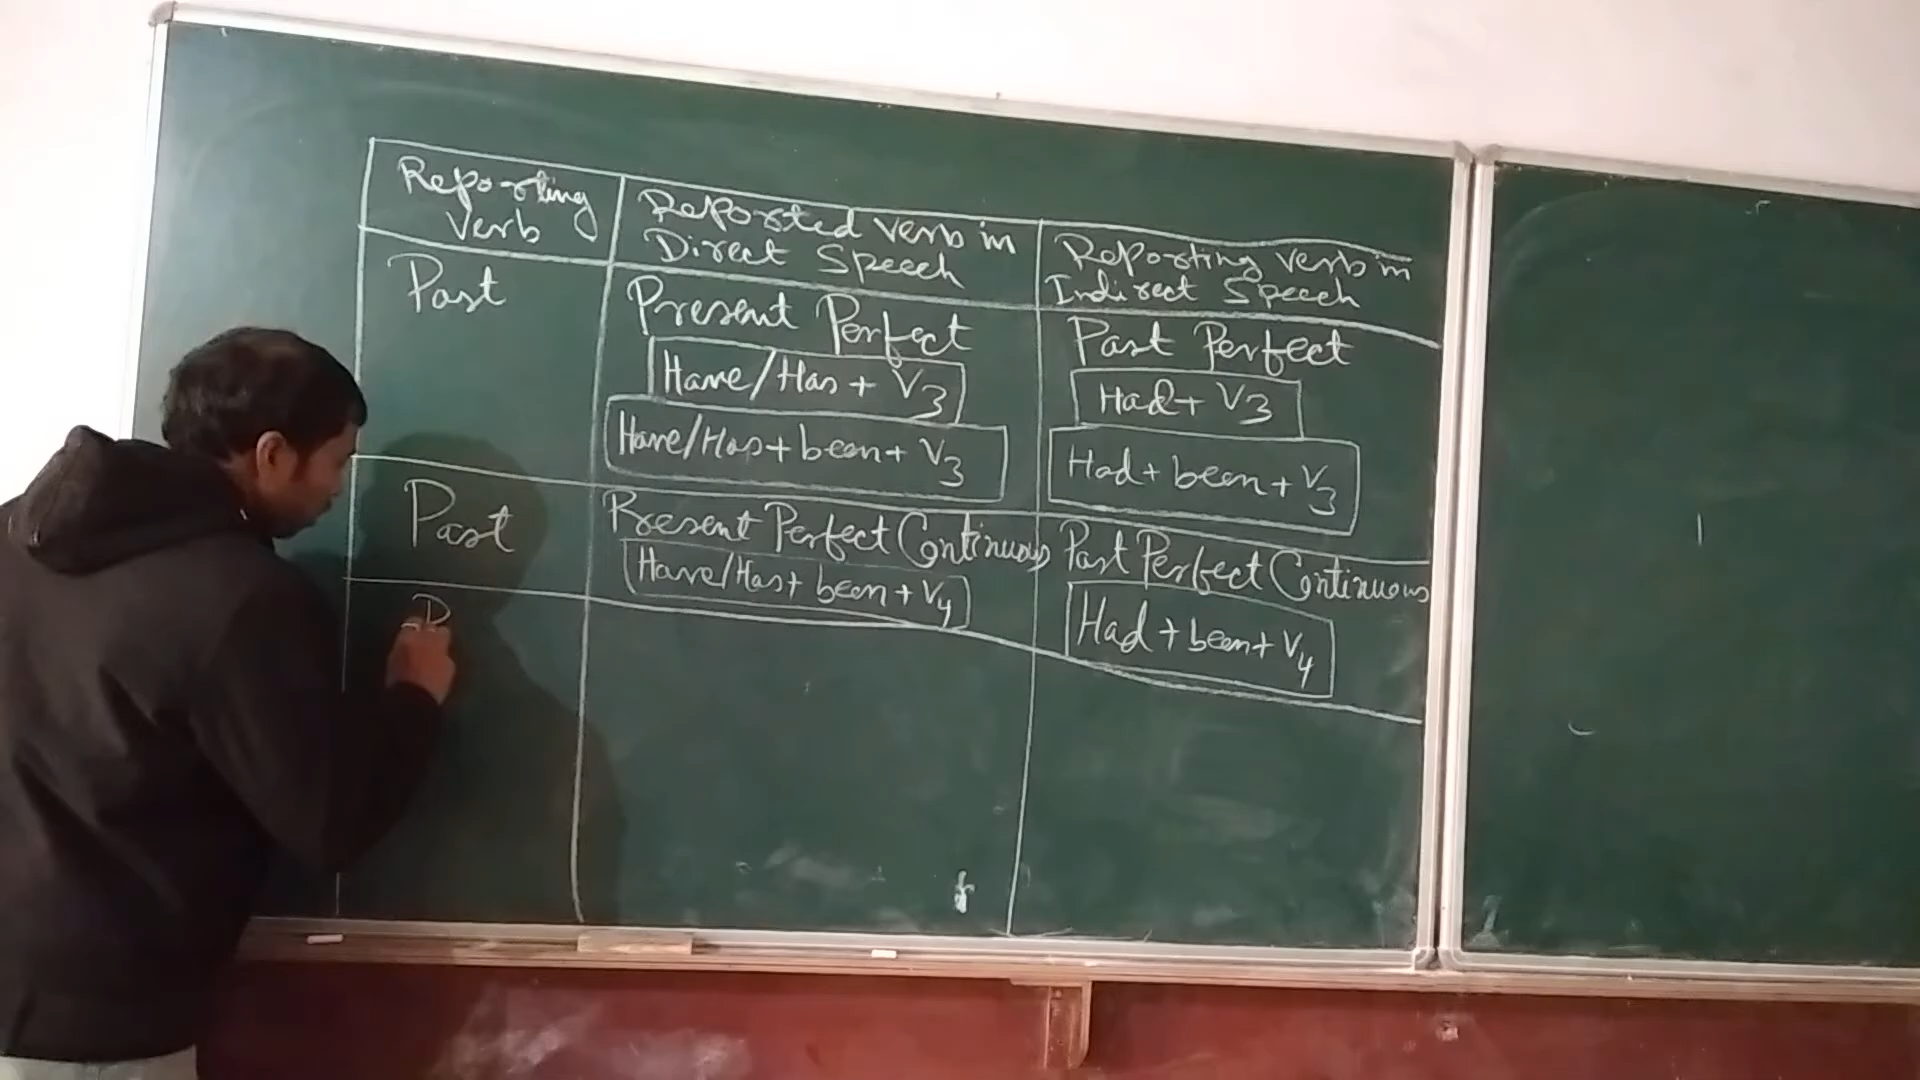 Reporting
Verb
Reported verb in
Direct Speech
Reporting verb in
Indirect Speech
Past
Present Perfect
Have/Has + V3
Have/Has + been + V3
Past Perfect
Had + V3
Had + been + V3
Past
Present Perfect Continuous
Have/Has + been + V4
Past Perfect Continuous
Had + been + V4
P